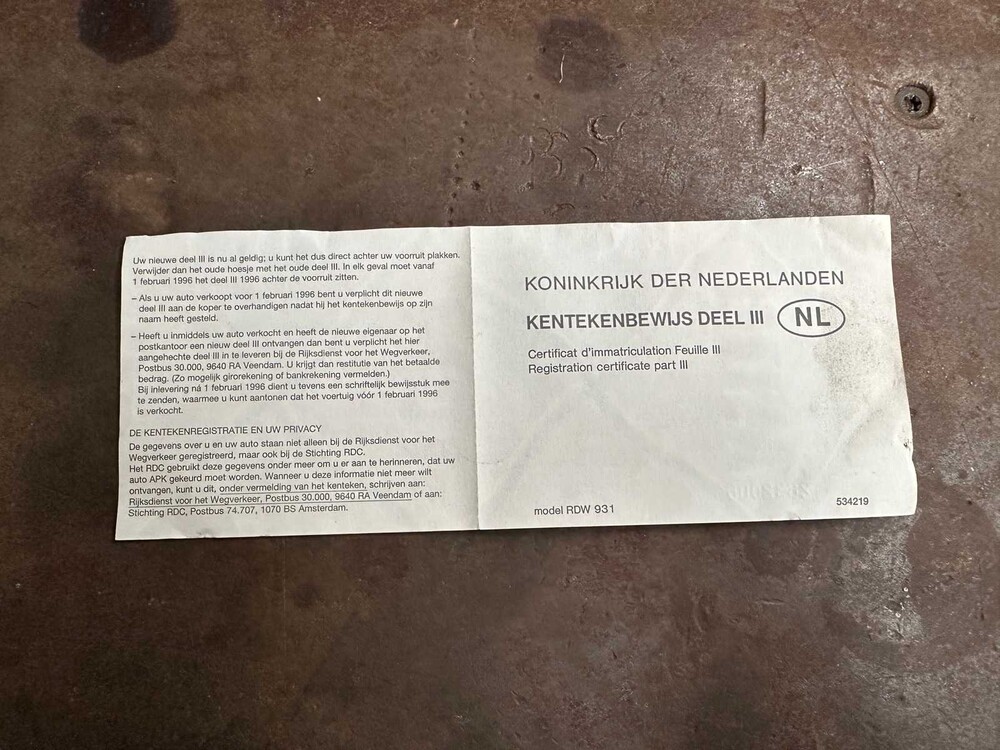 Uw nieuwe deel III is nu al geldig; u kunt het dus direct achter uw voorruit plakken.
Verwijder dan het oude hoesje met het oude deel III. In elk geval moet vanaf
1 februari 1996 het deel III 1996 achter de voorruit zitten.
– Als u uw auto verkoopt voor 1 februari 1996 bent u verplicht dit nieuwe
deel III aan de koper te overhandigen nadat hij het kentekenbewijs op zijn
naam heeft gesteld.
– Heeft u inmiddels uw auto verkocht en heeft de nieuwe eigenaar op het
postkantoor een nieuw deel III ontvangen dan bent u verplicht het hier
aangehechte deel III in te leveren bij de Rijksdienst voor het Wegverkeer,
Postbus 30.000, 9640 RA Veendam. U krijgt dan restitutie van het betaalde
bedrag. (Zo mogelijk girorekening of bankrekening vermelden.)
Bij inlevering ná 1 februari 1996 dient u tevens een schriftelijk bewijsstuk mee
te zenden, waarmee u kunt aantonen dat het voertuig vóór 1 februari 1996
is verkocht.
DE KENTEKENREGISTRATIE EN UW PRIVACY
De gegevens over u en uw auto staan niet alleen bij de Rijksdienst voor het
Wegverkeer geregistreerd, maar ook bij de Stichting RDC.
Het RDC gebruikt deze gegevens onder meer om u er aan te herinneren, dat uw
auto APK gekeurd moet worden. Wanneer u deze informatie niet meer wilt
ontvangen, kunt u dit, onder vermelding van het kenteken, schrijven aan:
Rijksdienst voor het Wegverkeer, Postbus 30.000, 9640 RA Veendam of aan:
Stichting RDC, Postbus 74.707, 1070 BS Amsterdam.
KONINKRIJK DER NEDERLANDEN
KENTEKENBEWIJS DEEL III NL
Certificat d'immatriculation Feuille III
Registration certificate part III
model RDW 931
534219